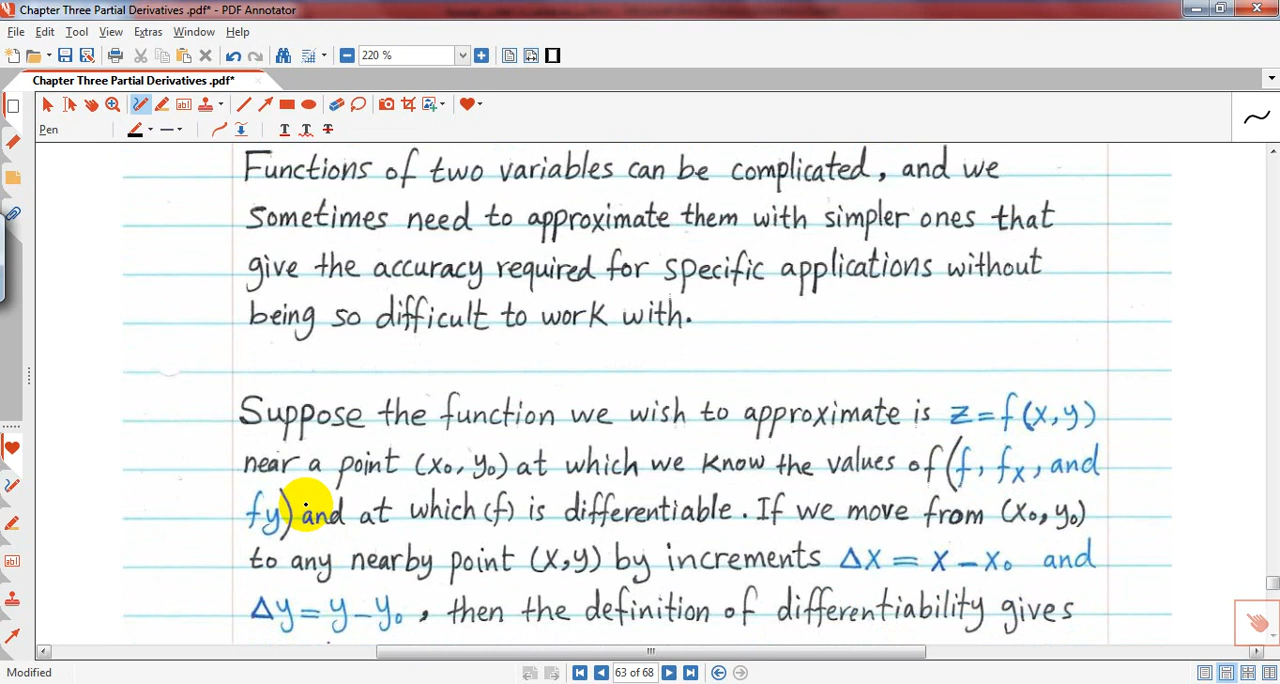 Chapter Three Partial Derivatives .pdf* - PDF Annotator
File Edit Tool View Extras Window Help
220 %
Chapter Three Partial Derivatives .pdf*
Pen
Functions of two variables can be complicated, and we
sometimes need to approximate them with simpler ones that
give the accuracy required for specific applications without
being so difficult to work with.
Suppose the function we wish to approximate is z = f(x,y)
near a point (x₀, y₀) at which we know the values of (f, fx, and
fy) and at which (f) is differentiable. If we move from (x₀, y₀)
to any nearby point (x,y) by increments Δx = x - x₀ and
Δy = y - y₀, then the definition of differentiability gives
63 of 68
Modified